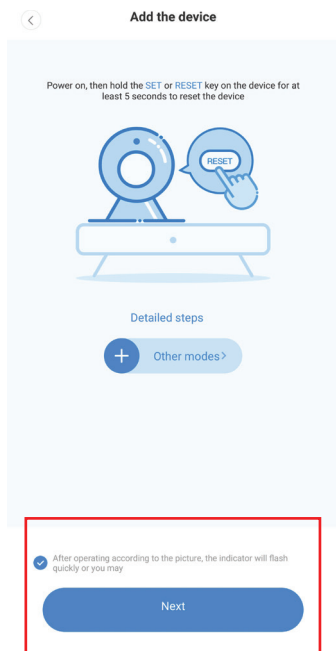 Add the device
Power on, then hold the SET or RESET key on the device for at
least 5 seconds to reset the device
RESET
Detailed steps
Other modes>
After operating according to the picture, the indicator will flash
quickly or you may
Next